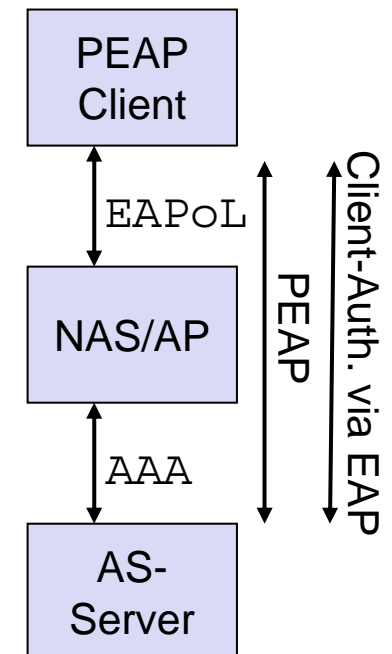 PEAP
Client
EAPoL
NAS/AP
AAA
AS-
Server
PEAP
Client-Auth. via EAP